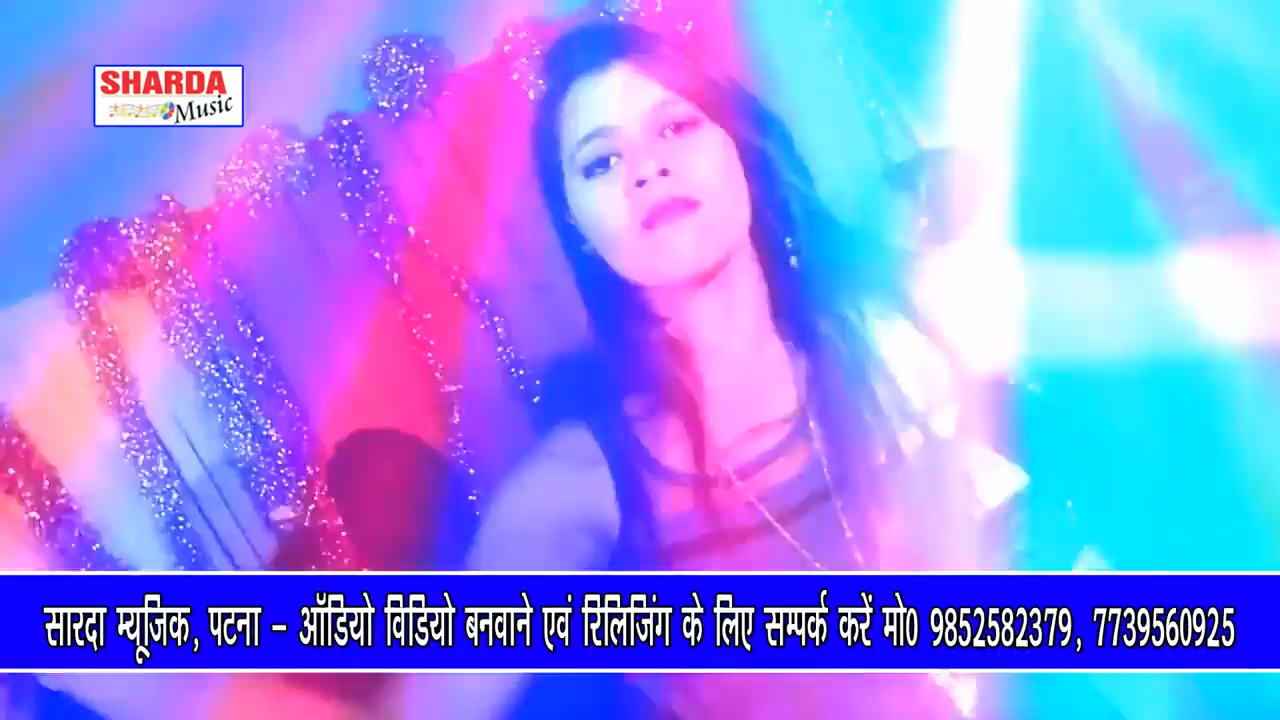 SHARDA
Music
सारदा म्यूजिक, पटना - ऑडियो विडियो बनवाने एवं रिलिजिंग के लिए सम्पर्क करें मो0 9852582379, 7739560925